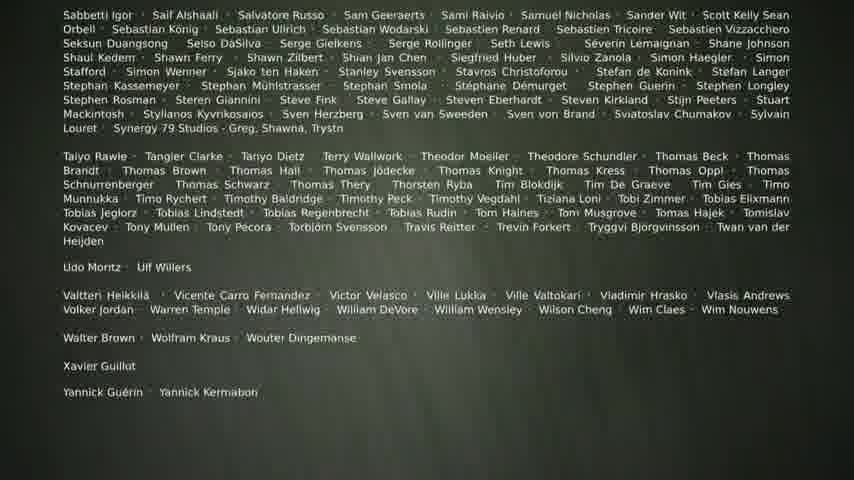 Sabbetti Igor · Saif Alshaali · Salvatore Russo · Sam Geeraerts · Sami Raivio · Samuel Nicholas · Sander Wit · Scott Kelly Sean
Orbell · Sebastian König · Sebastian Ullrich · Sebastian Wodarski · Sebastien Renard · Sebastien Tricoire · Sebastien Vizzacchero
Seksun Duangsong · Selso DaSilva · Serge Gielkens · Serge Rollinger · Seth Lewis · Séverin Lemaignan · Shane Johnson
Shaul Kedem · Shawn Ferry · Shawn Zilbert · Shian Jan Chen · Siegfried Huber · Silvio Zanola · Simon Haegler · Simon
Stafford · Simon Wenner · Sjako ten Haken · Stanley Svensson · Stavros Christoforou · Stefan de Konink · Stefan Langer
Stephan Kassemeyer · Stephan Mühlstrasser · Stephan Smola · Stéphane Démurget · Stephen Guerin · Stephen Longley
Stephen Rosman · Steren Giannini · Steve Fink · Steve Gallay · Steven Eberhardt · Steven Kirkland · Stijn Peeters · Stuart
Mackintosh · Stylianos Kyvrikosaios · Sven Herzberg · Sven van Sweeden · Sven von Brand · Sviatoslav Chumakov · Sylvain
Louret · Synergy 79 Studios - Greg, Shawna, Trystn
Taiyo Rawle · Tangier Clarke · Tanyo Dietz · Terry Wallwork · Theodor Moeller · Theodore Schundler · Thomas Beck · Thomas
Brandt · Thomas Brown · Thomas Hall · Thomas Jödecke · Thomas Knight · Thomas Kress · Thomas Oppl · Thomas
Schnurrenberger · Thomas Schwarz · Thomas Thery · Thorsten Ryba · Tim Blokdijk · Tim De Graeve · Tim Gies · Timo
Munnukka · Timo Rychert · Timothy Baldridge · Timothy Peck · Timothy Vegdahl · Tiziana Loni · Tobi Zimmer · Tobias Elixmann
Tobias Jeglorz · Tobias Lindstedt · Tobias Regenbrecht · Tobias Rudin · Tom Haines · Tom Musgrove · Tomas Hajek · Tomislav
Kovacev · Tony Mullen · Tony Pecora · Torbjörn Svensson · Travis Reitter · Trevin Forkert · Tryggvi Bjorgvinsson · Twan van der
Heijden
Udo Moritz · Ulf Willers
Valtteri Heikkilä · Vicente Carro Fernandez · Victor Velasco · Ville Lukka · Ville Valtokari · Vladimir Hrasko · Vlasis Andrews
Volker Jordan · Warren Temple · Widar Hellwig · William DeVore · William Wensley · Wilson Cheng · Wim Claes · Wim Nouwens
Walter Brown · Wolfram Kraus · Wouter Dingemanse
Xavier Guillot
Yannick Guérin · Yannick Kermabon